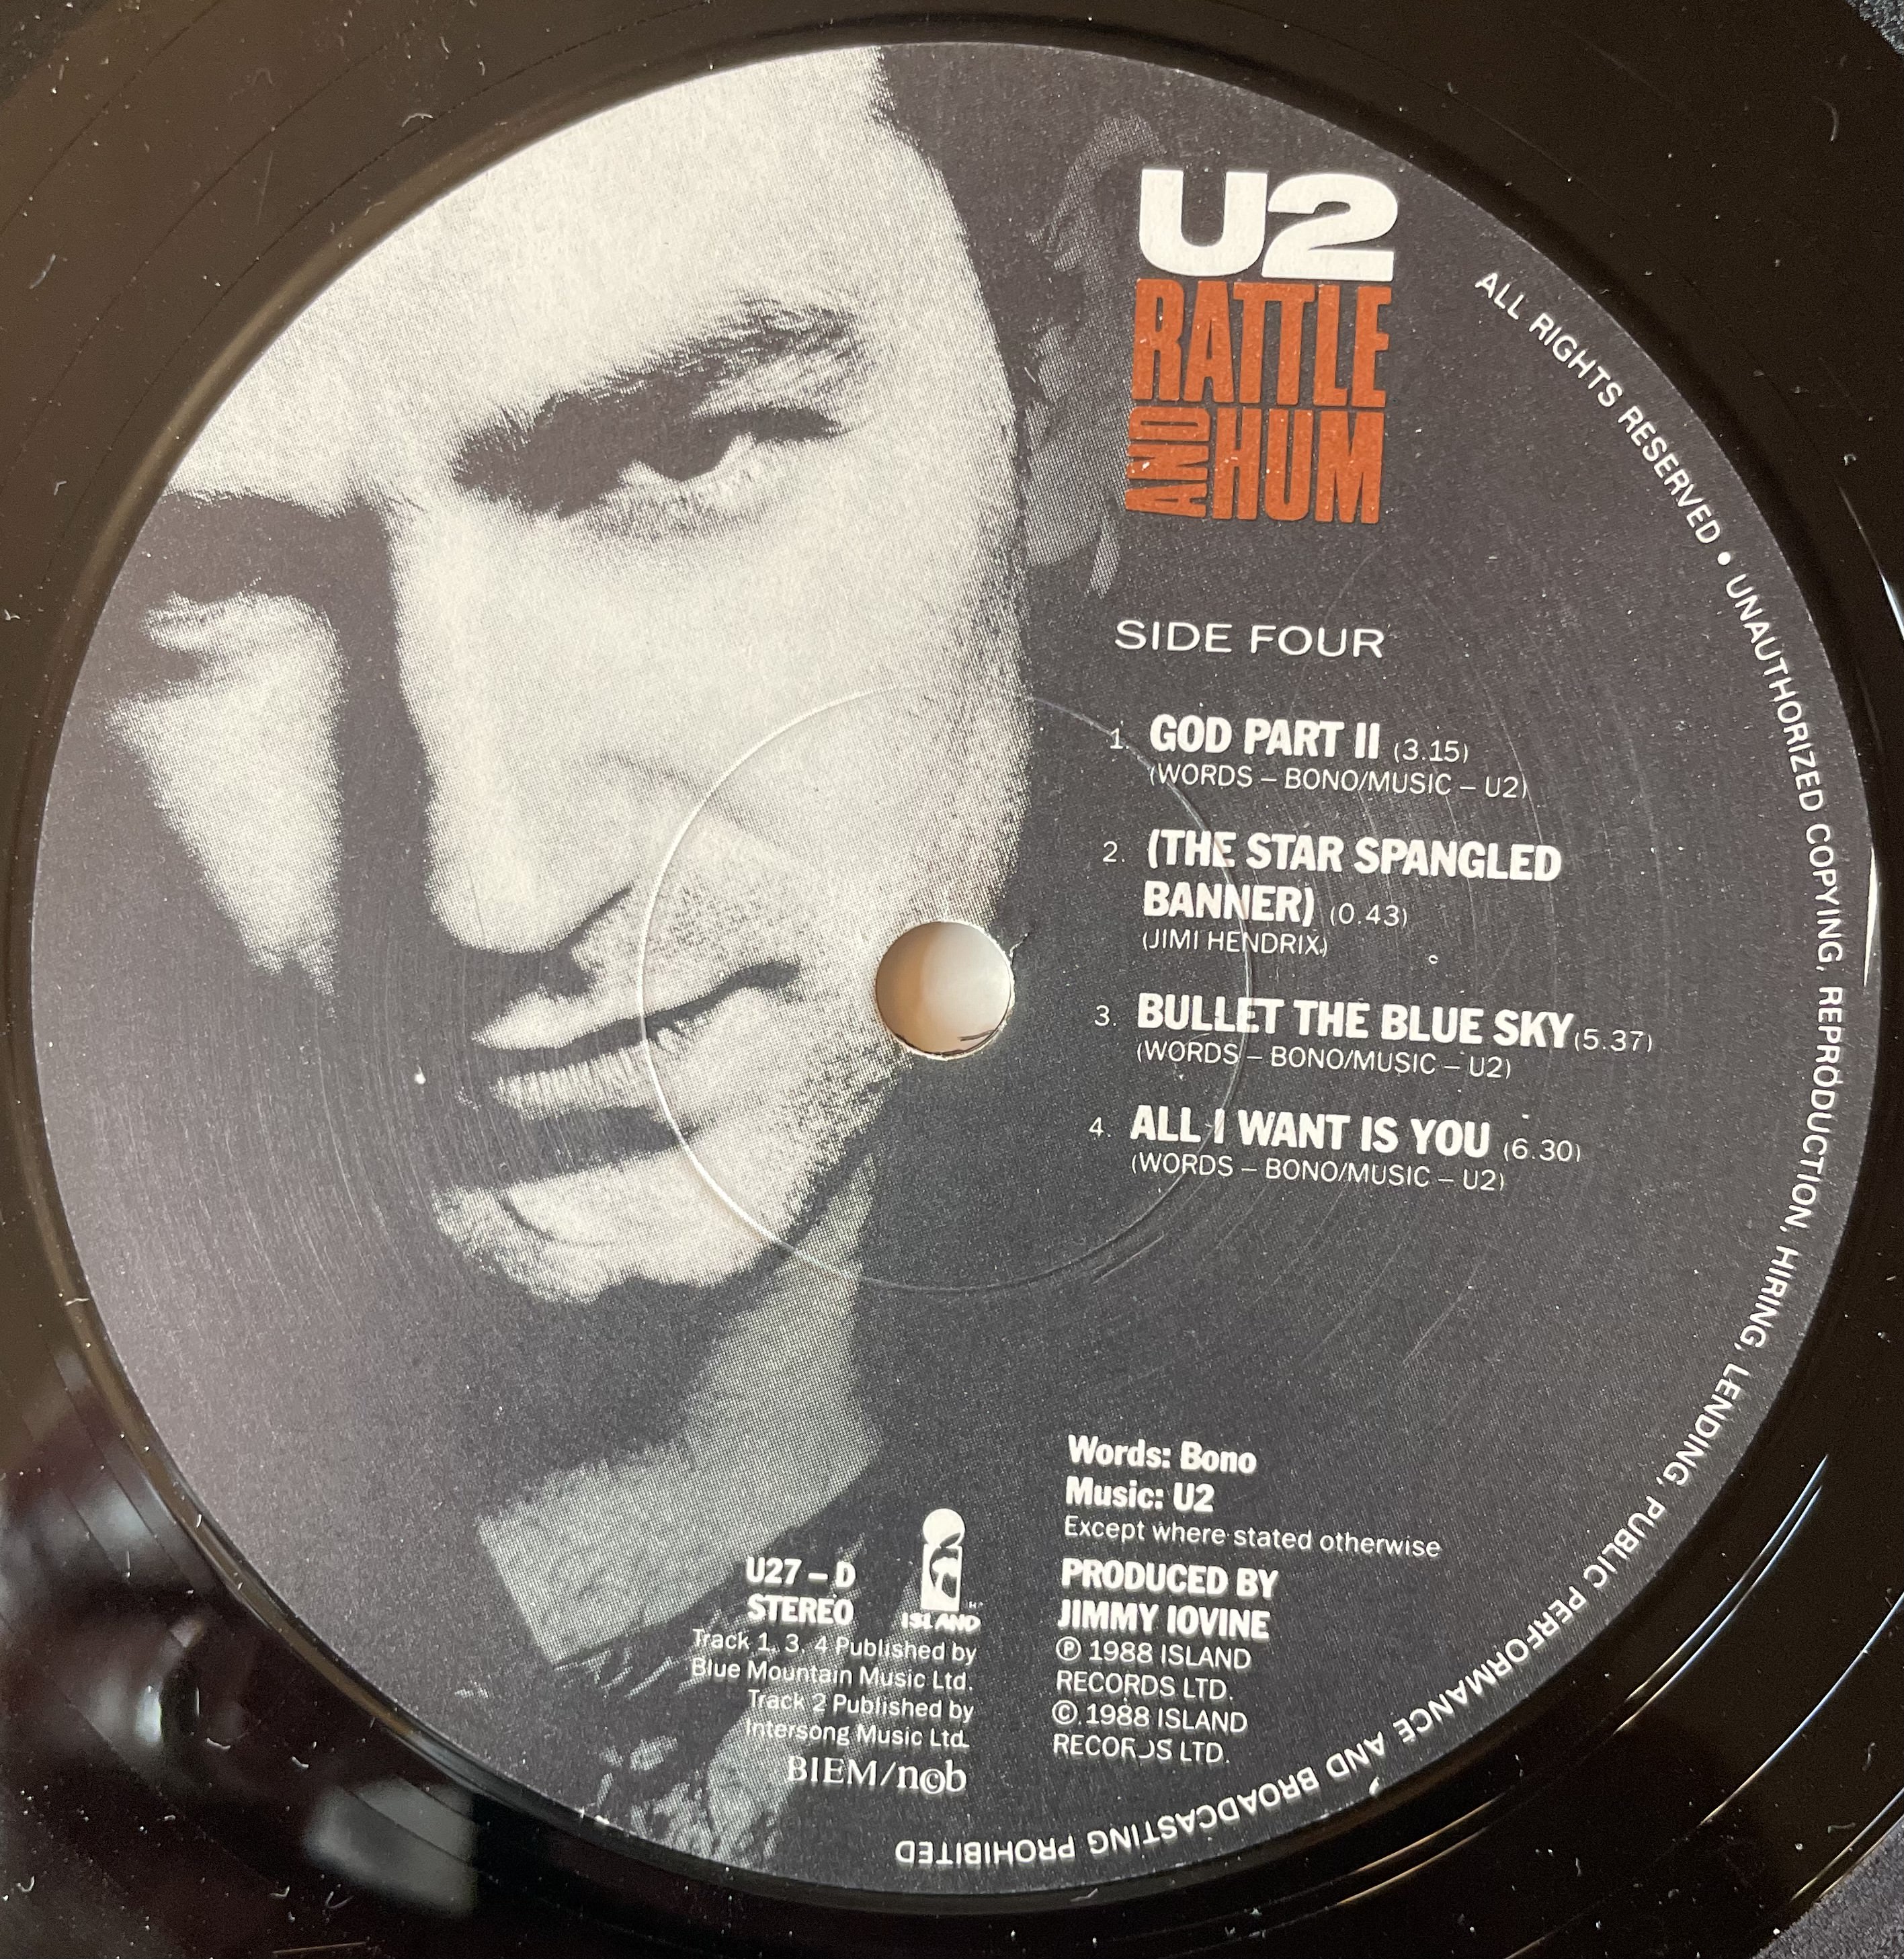 U2
RATTLE
AND HUM
SIDE FOUR
1. GOD PART II (3.15)
(WORDS – BONO/MUSIC – U2)
2. (THE STAR SPANGLED
BANNER) (0.43)
(JIMI HENDRIX)
3. BULLET THE BLUE SKY (5.37)
(WORDS – BONO/MUSIC – U2)
4. ALL I WANT IS YOU (6.30)
(WORDS – BONO/MUSIC – U2)
Words: Bono
Music: U2
Except where stated otherwise
PRODUCED BY
JIMMY IOVINE
Ⓟ 1988 ISLAND
RECORDS LTD.
© 1988 ISLAND
RECORDS LTD.
U27 – D
STEREO
ISLAND
Track 1, 3, 4 Published by
Blue Mountain Music Ltd.
Track 2 Published by
Intersong Music Ltd.
BIEM/n©b
ALL RIGHTS RESERVED • UNAUTHORIZED COPYING, REPRODUCTION, HIRING, LENDING, PUBLIC PERFORMANCE AND BROADCASTING PROHIBITED